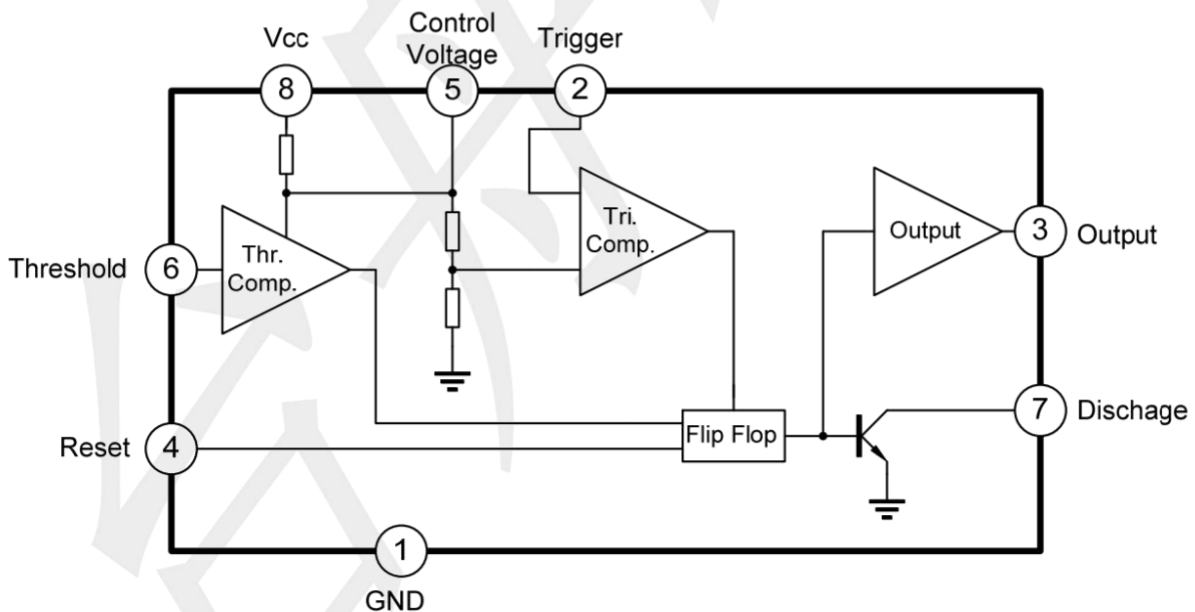 Vcc
Control
Voltage
Trigger
8
5
2
Thr.
Comp.
Tri.
Comp.
Output
3
Output
Threshold
6
7
Dischage
Flip Flop
Reset
4
1
GND